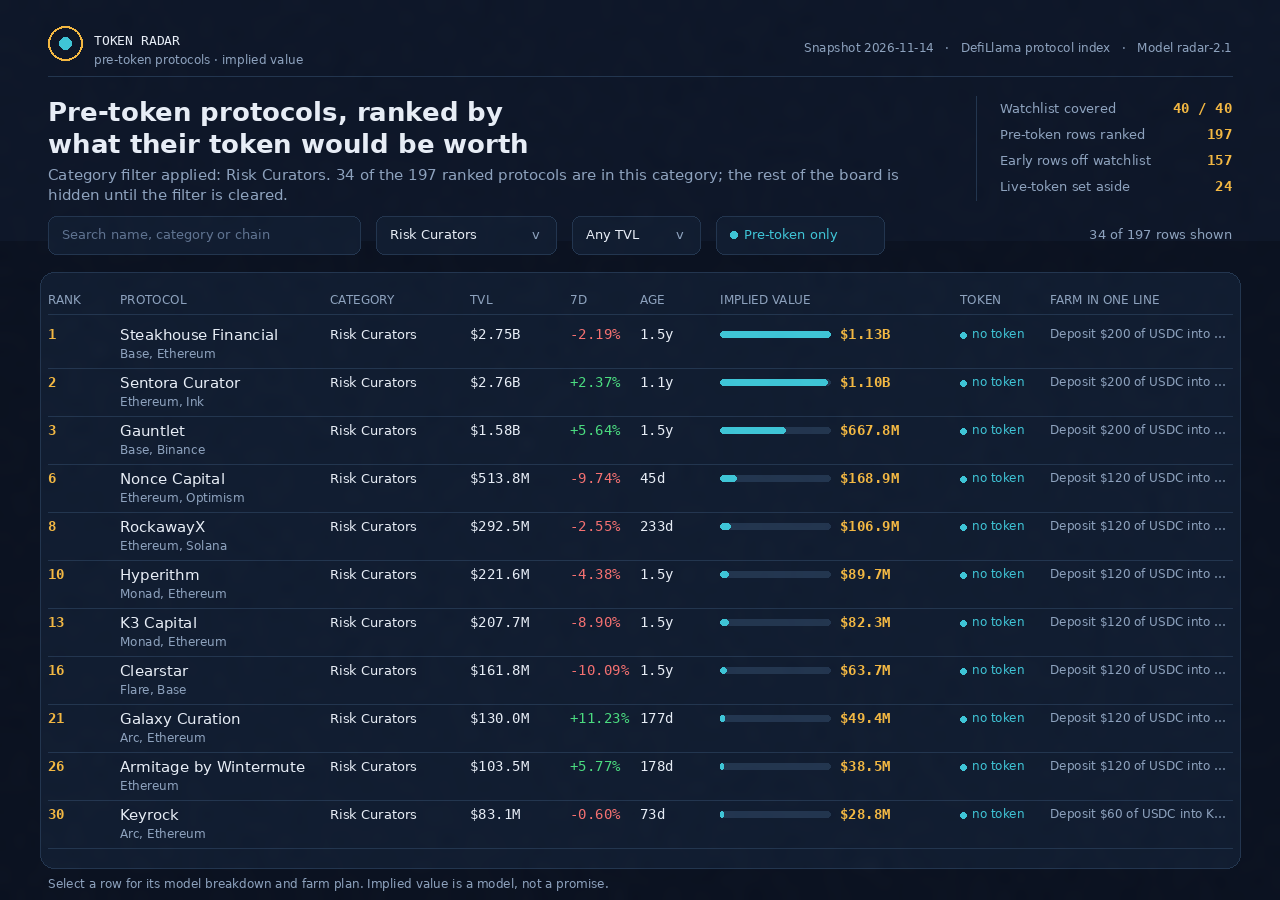 TOKEN RADAR
pre-token protocols · implied value
Snapshot 2026-11-14 · DefiLlama protocol index · Model radar-2.1
Pre-token protocols, ranked by
what their token would be worth
Category filter applied: Risk Curators. 34 of the 197 ranked protocols are in this category; the rest of the board is
hidden until the filter is cleared.
Watchlist covered 40 / 40
Pre-token rows ranked 197
Early rows off watchlist 157
Live-token set aside 24
Search name, category or chain Risk Curators v Any TVL v Pre-token only 34 of 197 rows shown
RANK PROTOCOL CATEGORY TVL 7D AGE IMPLIED VALUE TOKEN FARM IN ONE LINE
1 Steakhouse Financial Risk Curators $2.75B -2.19% 1.5y $1.13B no token Deposit $200 of USDC into ...
Base, Ethereum
2 Sentora Curator Risk Curators $2.76B +2.37% 1.1y $1.10B no token Deposit $200 of USDC into ...
Ethereum, Ink
3 Gauntlet Risk Curators $1.58B +5.64% 1.5y $667.8M no token Deposit $200 of USDC into ...
Base, Binance
6 Nonce Capital Risk Curators $513.8M -9.74% 45d $168.9M no token Deposit $120 of USDC into ...
Ethereum, Optimism
8 RockawayX Risk Curators $292.5M -2.55% 233d $106.9M no token Deposit $120 of USDC into ...
Ethereum, Solana
10 Hyperithm Risk Curators $221.6M -4.38% 1.5y $89.7M no token Deposit $120 of USDC into ...
Monad, Ethereum
13 K3 Capital Risk Curators $207.7M -8.90% 1.5y $82.3M no token Deposit $120 of USDC into ...
Monad, Ethereum
16 Clearstar Risk Curators $161.8M -10.09% 1.5y $63.7M no token Deposit $120 of USDC into ...
Flare, Base
21 Galaxy Curation Risk Curators $130.0M +11.23% 177d $49.4M no token Deposit $120 of USDC into ...
Arc, Ethereum
26 Armitage by Wintermute Risk Curators $103.5M +5.77% 178d $38.5M no token Deposit $120 of USDC into ...
Ethereum
30 Keyrock Risk Curators $83.1M -0.60% 73d $28.8M no token Deposit $60 of USDC into K...
Arc, Ethereum
Select a row for its model breakdown and farm plan. Implied value is a model, not a promise.